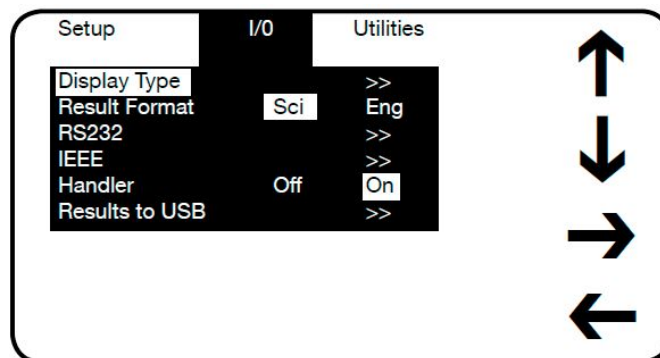 Setup I/0 Utilities
Display Type >>
Result Format Sci Eng
RS232 >>
IEEE >>
Handler Off On
Results to USB >>